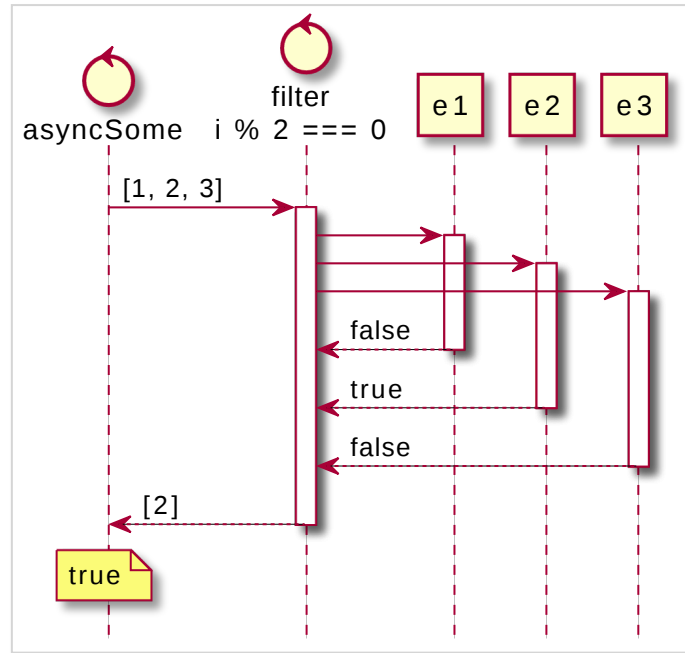 filter
asyncSome
i % 2 === 0
e1
e2
e3
[1, 2, 3]
false
true
false
[2]
true